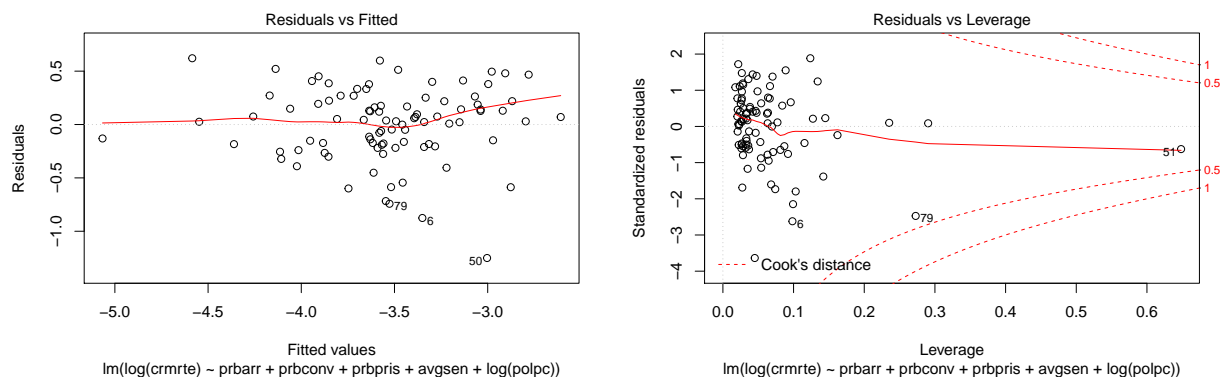 Residuals vs Fitted
Residuals
0.5
0.0
−1.0
79
6
50
−5.0 −4.5 −4.0 −3.5 −3.0
Fitted values
lm(log(crmrte) ~ prbarr + prbconv + prbpris + avgsen + log(polpc))
Residuals vs Leverage
Standardized residuals
2
1
0
−1
−2
−3
−4
1
0.5
51
0.5
1
79
6
Cook's distance
0.0 0.1 0.2 0.3 0.4 0.5 0.6
Leverage
lm(log(crmrte) ~ prbarr + prbconv + prbpris + avgsen + log(polpc))